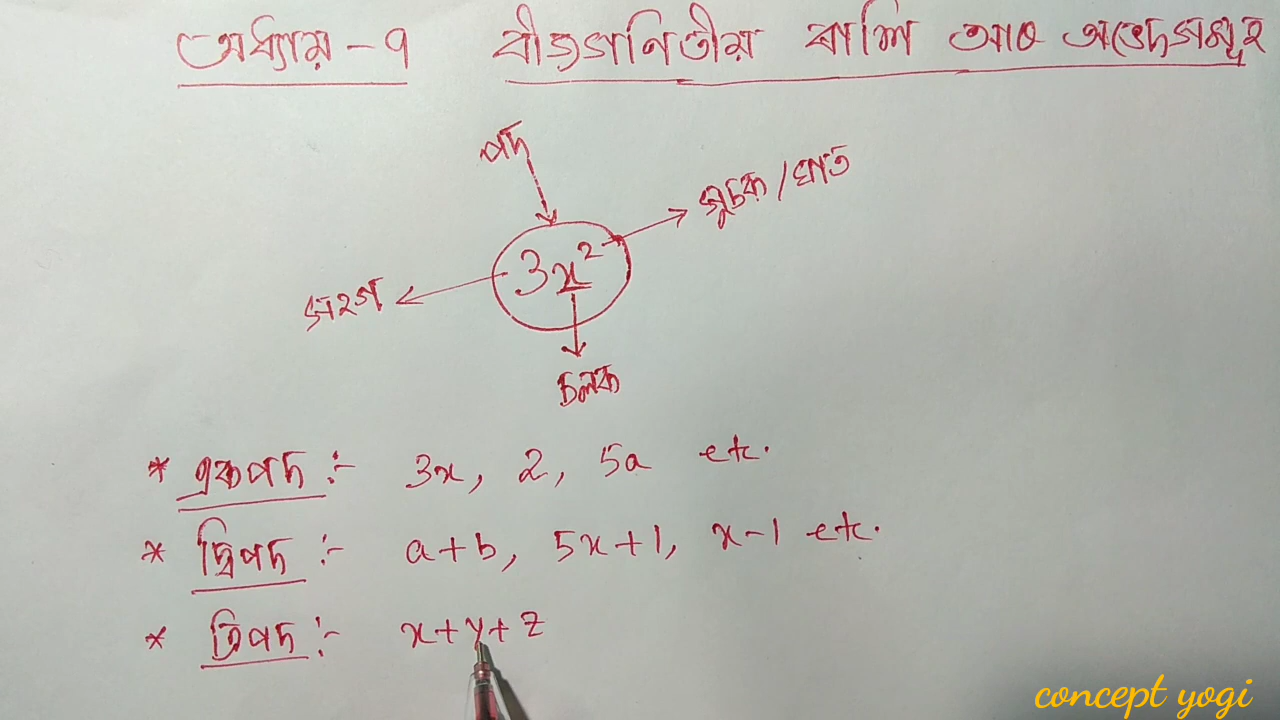 অধ্যায় - ৭ বীজগণিতীয় ৰাশি আৰু অভেদসমূহ
পদ
সূচক / ঘাত
3x²
সহগ
চলক
* একপদ :- 3x, 2, 5a etc.
* দ্বিপদ :- a+b, 5x+1, x-1 etc.
* ত্ৰিপদ :- x+y+z
concept yogi